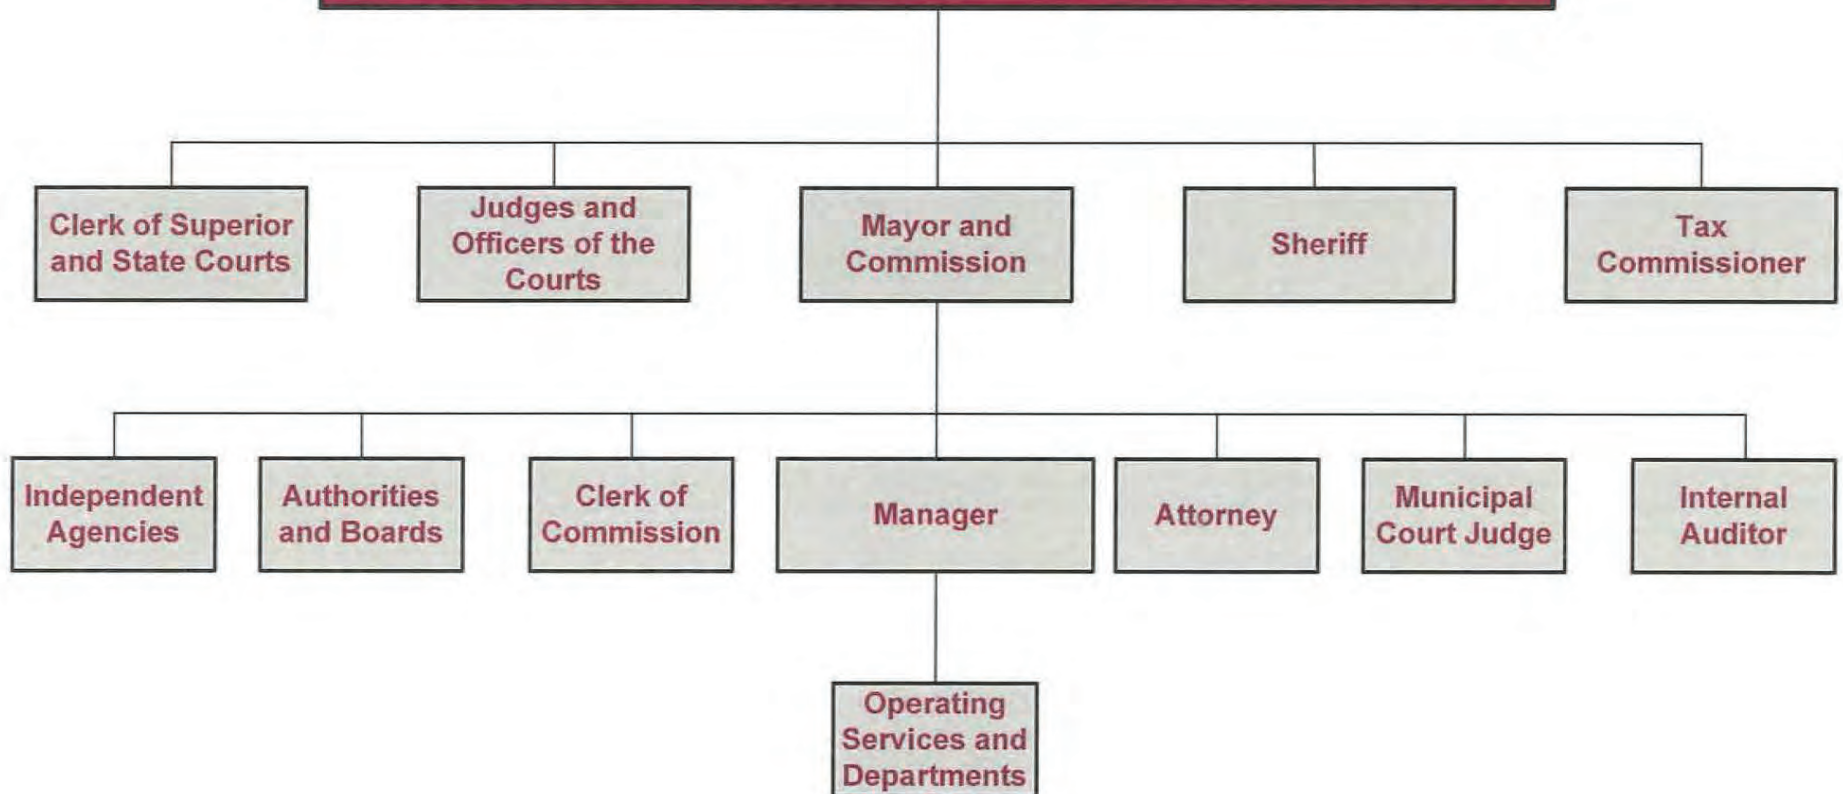 Clerk of Superior
and State Courts
Judges and
Officers of the
Courts
Mayor and
Commission
Sheriff
Tax
Commissioner
Independent
Agencies
Authorities
and Boards
Clerk of
Commission
Manager
Attorney
Municipal
Court Judge
Internal
Auditor
Operating
Services and
Departments